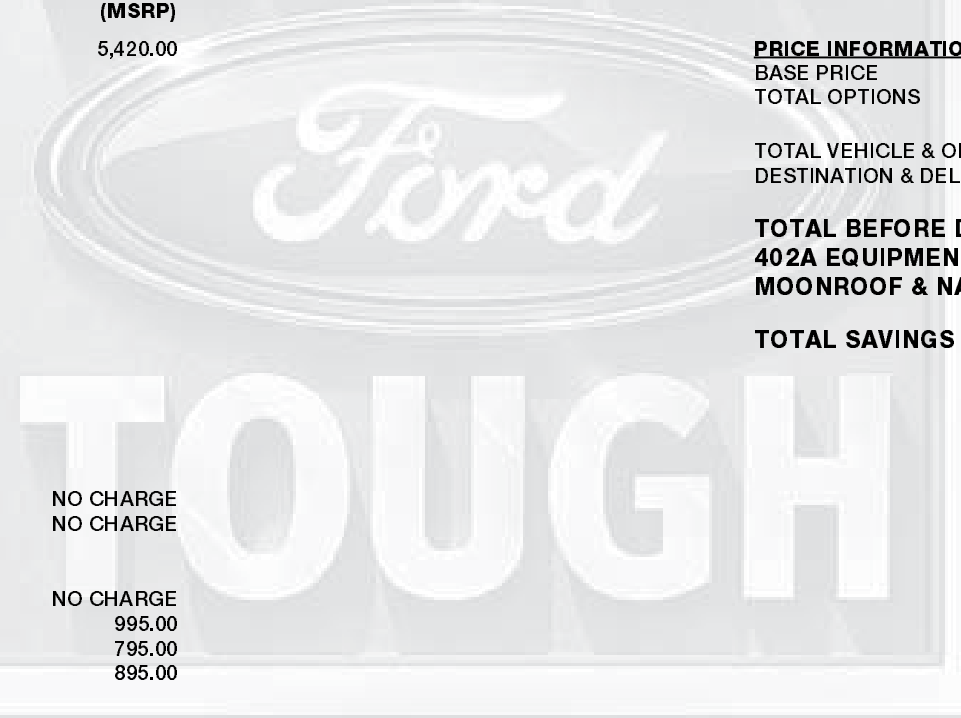 (MSRP)
5,420.00
NO CHARGE
NO CHARGE
NO CHARGE
995.00
795.00
895.00
Ford
TOUGH
PRICE INFORMATIO
BASE PRICE
TOTAL OPTIONS
TOTAL VEHICLE & O
DESTINATION & DEL
TOTAL BEFORE D
402A EQUIPMEN
MOONROOF & NA
TOTAL SAVINGS